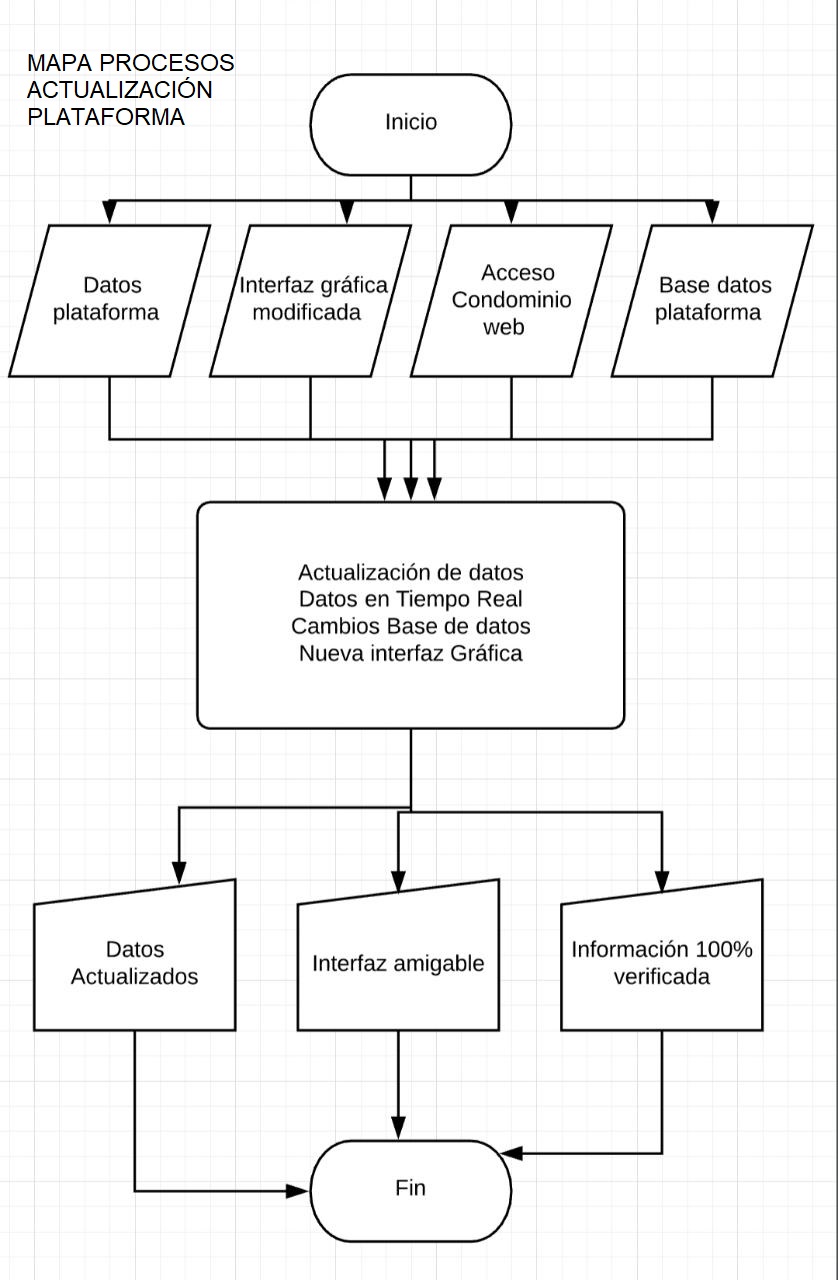 MAPA PROCESOS
ACTUALIZACIÓN
PLATAFORMA
Inicio
Datos
plataforma
Interfaz gráfica
modificada
Acceso
Condominio
web
Base datos
plataforma
Actualización de datos
Datos en Tiempo Real
Cambios Base de datos
Nueva interfaz Gráfica
Datos
Actualizados
Interfaz amigable
Información 100%
verificada
Fin